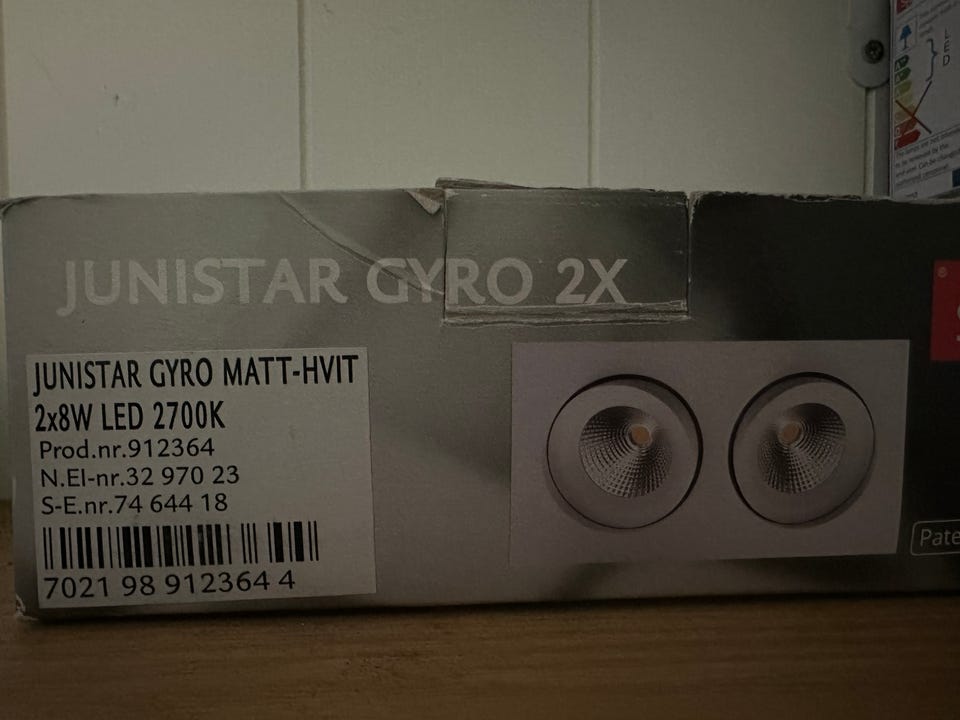 JUNISTAR GYRO 2X
JUNISTAR GYRO MATT-HVIT
2x8W LED 2700K
Prod.nr.912364
N.El-nr.32 970 23
S-E.nr.74 644 18
7021 98 912364 4
LED